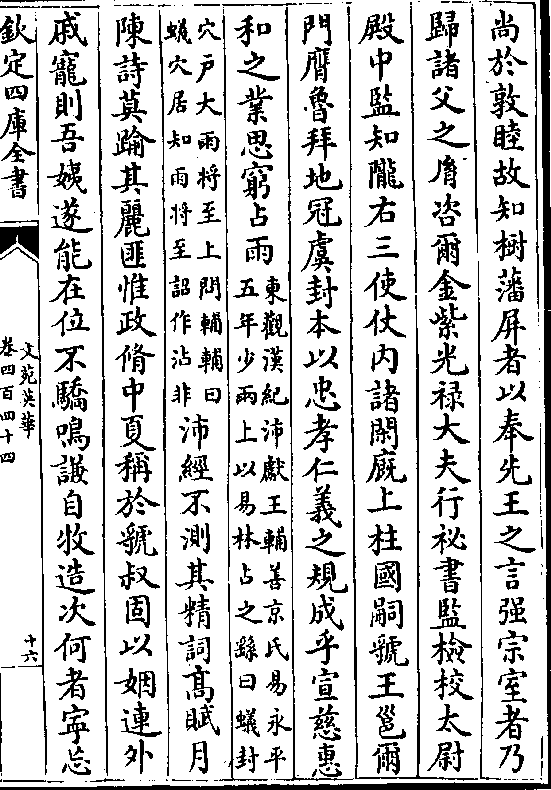 尚於敦睦故知樹藩屏者以奉先王之言强宗室者乃
歸諸父之胤咨爾金紫光禄大夫行祕書監檢校太尉
殿中監知隴右三使仗内諸閑廐上柱國嗣虢王邕爾
門膺魯拜地冠虞封本以忠孝仁義之規成乎宣慈惠
和之業思窮占雨東觀漢紀沛獻王輔善京氏易永平
五年少雨上以易林占之繇曰蟻封
穴戸大雨將至上問輔輔曰
蟻穴居知雨將至詔作沾非沛經不測其精詞髙賦月
陳詩莫踰其麗匪惟政脩中夏稱於虢叔固以姻連外
戚寵則吾姨遂能在位不驕鳴謙自牧造次何者寧忘
欽定四庫全書
文苑英華
卷四百四十四
十六